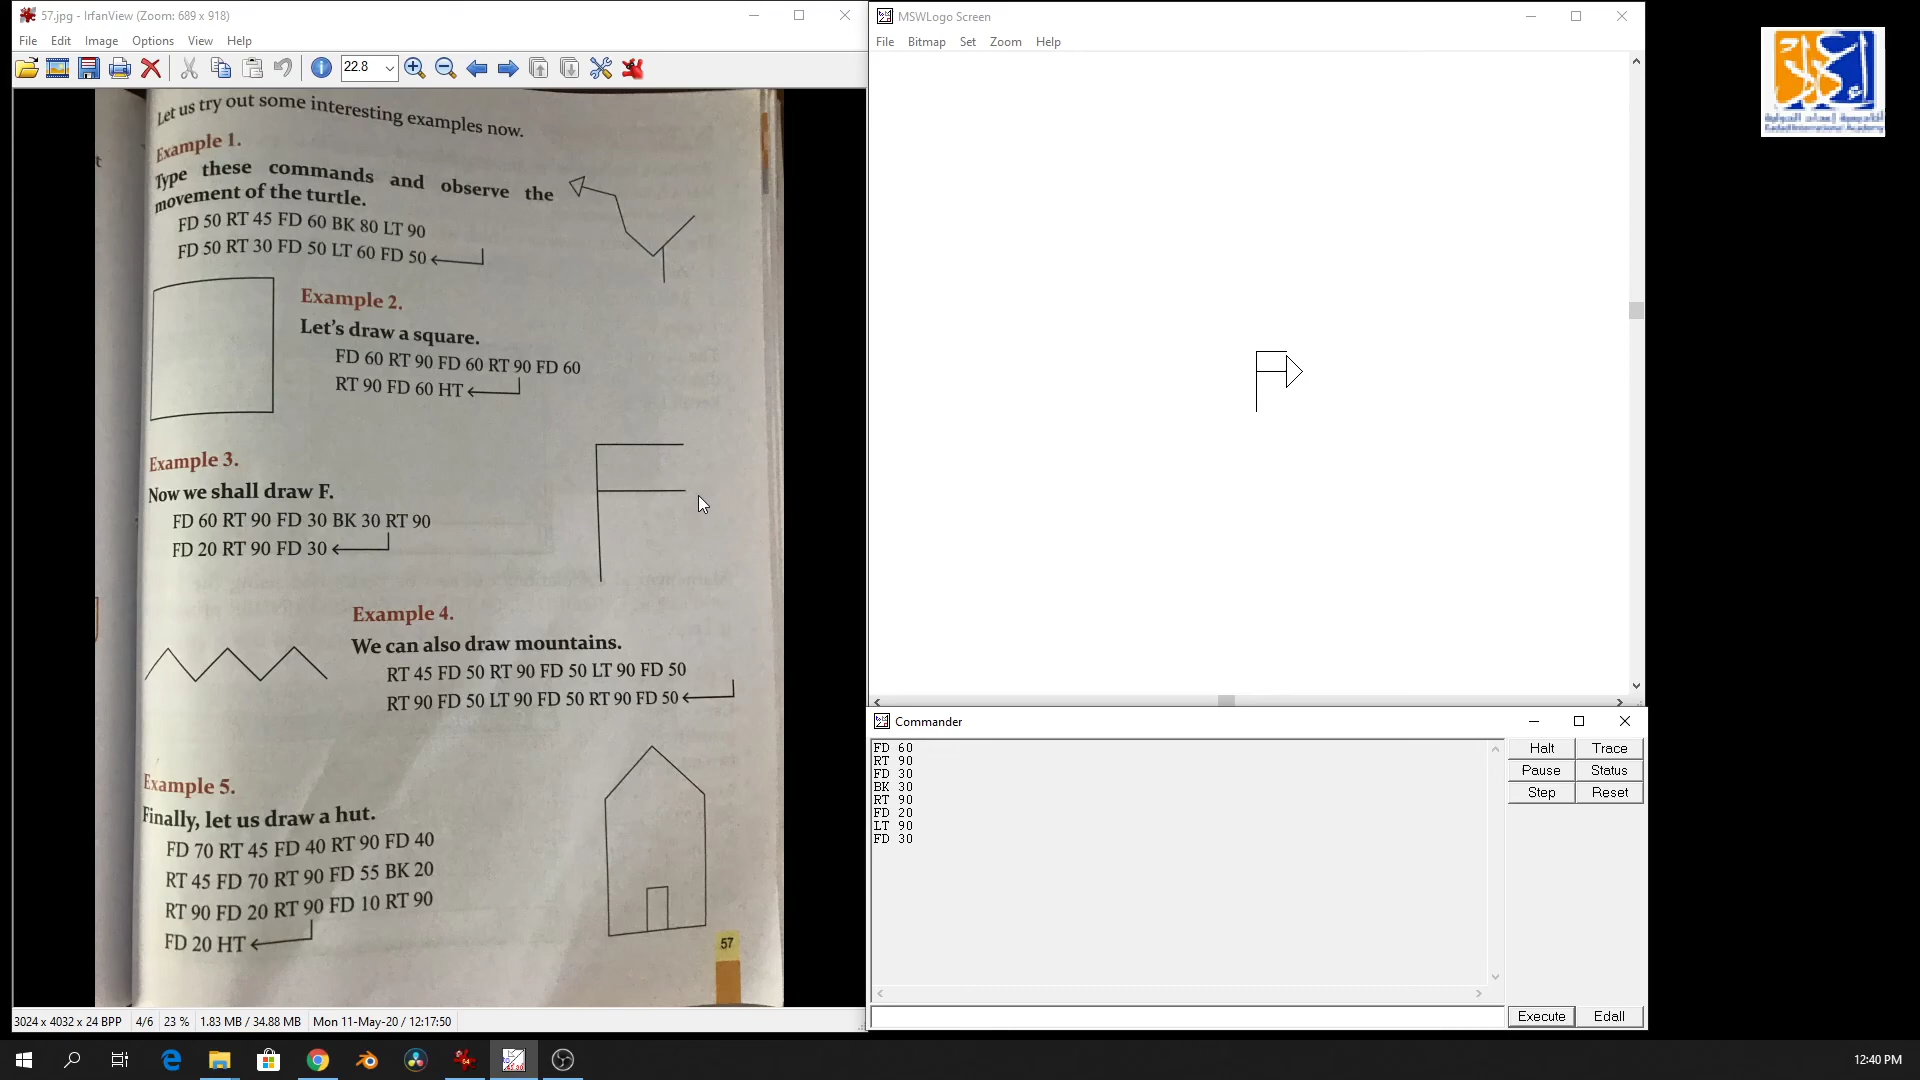 57.jpg - IrfanView (Zoom: 689 x 918)
File Edit Image Options View Help
22.8
Let us try out some interesting examples now.
Example 1.
Type these commands and observe the
movement of the turtle.
FD 50 RT 45 FD 60 BK 80 LT 90
FD 50 RT 30 FD 50 LT 60 FD 50
Example 2.
Let's draw a square.
FD 60 RT 90 FD 60 RT 90 FD 60
RT 90 FD 60 HT
Example 3.
Now we shall draw F.
FD 60 RT 90 FD 30 BK 30 RT 90
FD 20 RT 90 FD 30
Example 4.
We can also draw mountains.
RT 45 FD 50 RT 90 FD 50 LT 90 FD 50
RT 90 FD 50 LT 90 FD 50 RT 90 FD 50
Example 5.
Finally, let us draw a hut.
FD 70 RT 45 FD 40 RT 90 FD 40
RT 45 FD 70 RT 90 FD 55 BK 20
RT 90 FD 20 RT 90 FD 10 RT 90
FD 20 HT
57
3024 x 4032 x 24 BPP 4/6 23 % 1.83 MB / 34.88 MB Mon 11-May-20 / 12:17:50
MSWLogo Screen
File Bitmap Set Zoom Help
Commander
FD 60
RT 90
FD 30
BK 30
RT 90
FD 20
LT 90
FD 30
Halt Trace
Pause Status
Step Reset
Execute Edall
12:40 PM